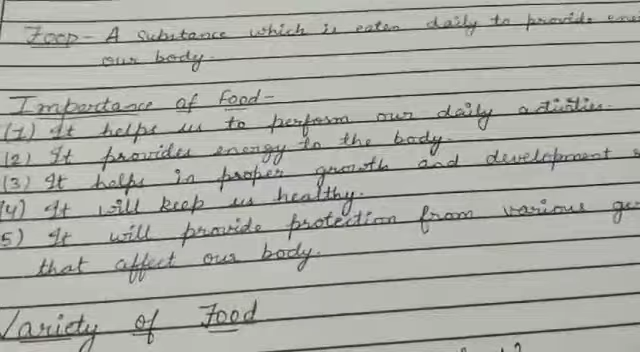 Food - A substance which is eaten daily to provide
our body.
Importance of Food -
(1) It helps us to perform our daily activities.
(2) It provides energy to the body.
(3) It helps in proper growth and development
(4) It will keep us healthy.
5) It will provide protection from various
that affect our body.
Variety of Food